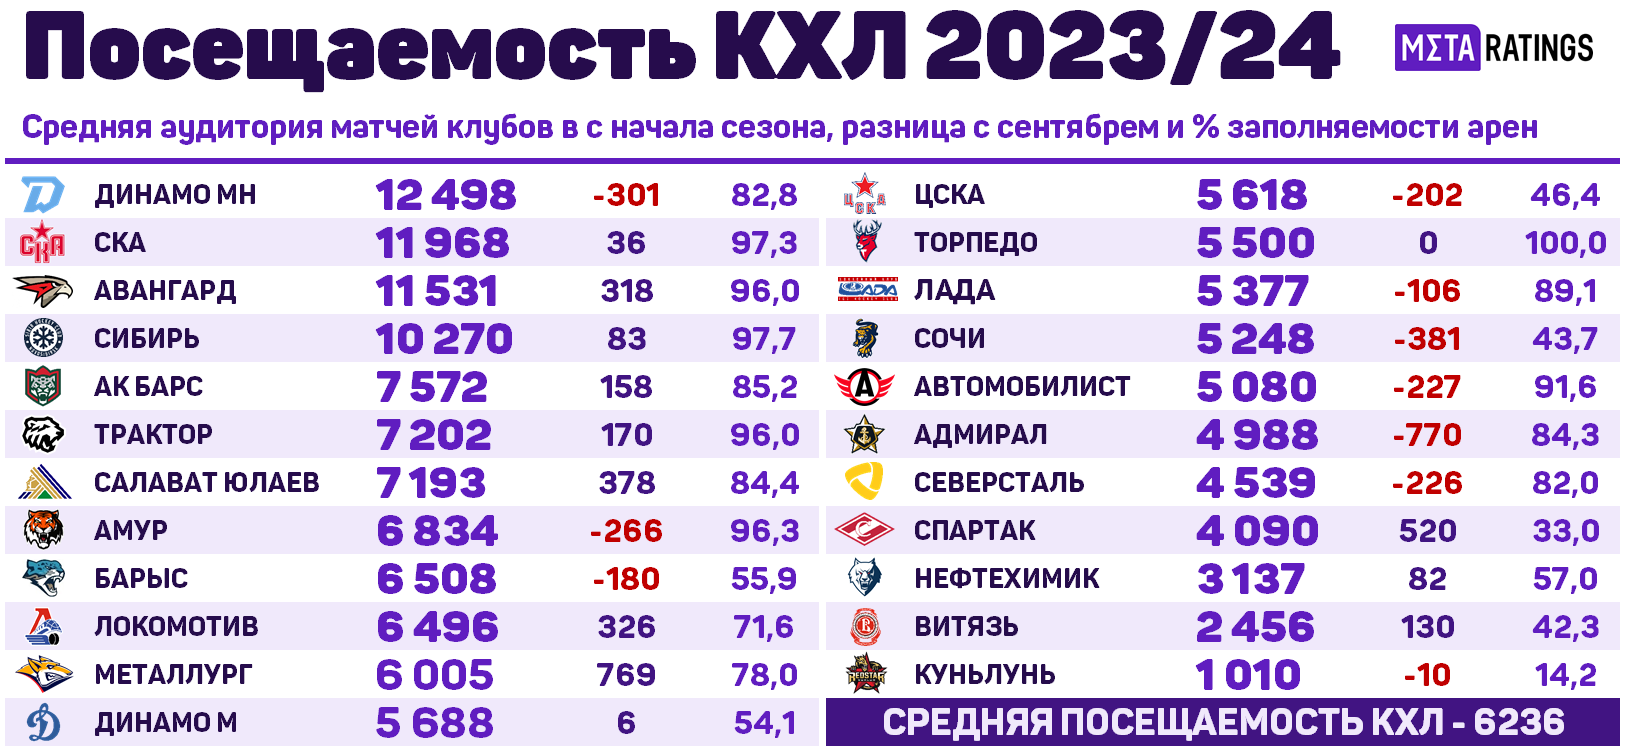 Посещаемость КХЛ 2023/24
MΣTA RATINGS
Средняя аудитория матчей клубов в с начала сезона, разница с сентябрем и % заполняемости арен
ДИНАМО МН 12 498 -301 82,8
СКА 11 968 36 97,3
АВАНГАРД 11 531 318 96,0
СИБИРЬ 10 270 83 97,7
АК БАРС 7 572 158 85,2
ТРАКТОР 7 202 170 96,0
САЛАВАТ ЮЛАЕВ 7 193 378 84,4
АМУР 6 834 -266 96,3
БАРЫС 6 508 -180 55,9
ЛОКОМОТИВ 6 496 326 71,6
МЕТАЛЛУРГ 6 005 769 78,0
ДИНАМО М 5 688 6 54,1
ЦСКА 5 618 -202 46,4
ТОРПЕДО 5 500 0 100,0
ЛАДА 5 377 -106 89,1
СОЧИ 5 248 -381 43,7
АВТОМОБИЛИСТ 5 080 -227 91,6
АДМИРАЛ 4 988 -770 84,3
СЕВЕРСТАЛЬ 4 539 -226 82,0
СПАРТАК 4 090 520 33,0
НЕФТЕХИМИК 3 137 82 57,0
ВИТЯЗЬ 2 456 130 42,3
КУНЬЛУНЬ 1 010 -10 14,2
СРЕДНЯЯ ПОСЕЩАЕМОСТЬ КХЛ - 6236